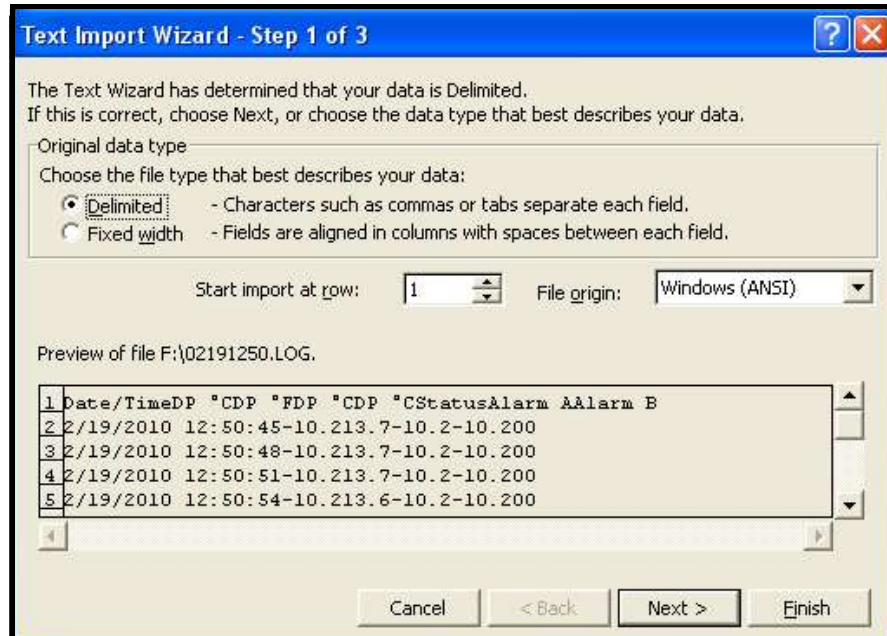 Text Import Wizard - Step 1 of 3
The Text Wizard has determined that your data is Delimited.
If this is correct, choose Next, or choose the data type that best describes your data.
Original data type
Choose the file type that best describes your data:
Delimited - Characters such as commas or tabs separate each field.
Fixed width - Fields are aligned in columns with spaces between each field.
Start import at row: 1 File origin: Windows (ANSI)
Preview of file F:\02191250.LOG.
1 Date/TimeDP °CDP °FDP °CDP °CStatusAlarm AAlarm B
2 2/19/2010 12:50:45-10.213.7-10.2-10.200
3 2/19/2010 12:50:48-10.213.7-10.2-10.200
4 2/19/2010 12:50:51-10.213.7-10.2-10.200
5 2/19/2010 12:50:54-10.213.6-10.2-10.200
Cancel < Back Next > Finish